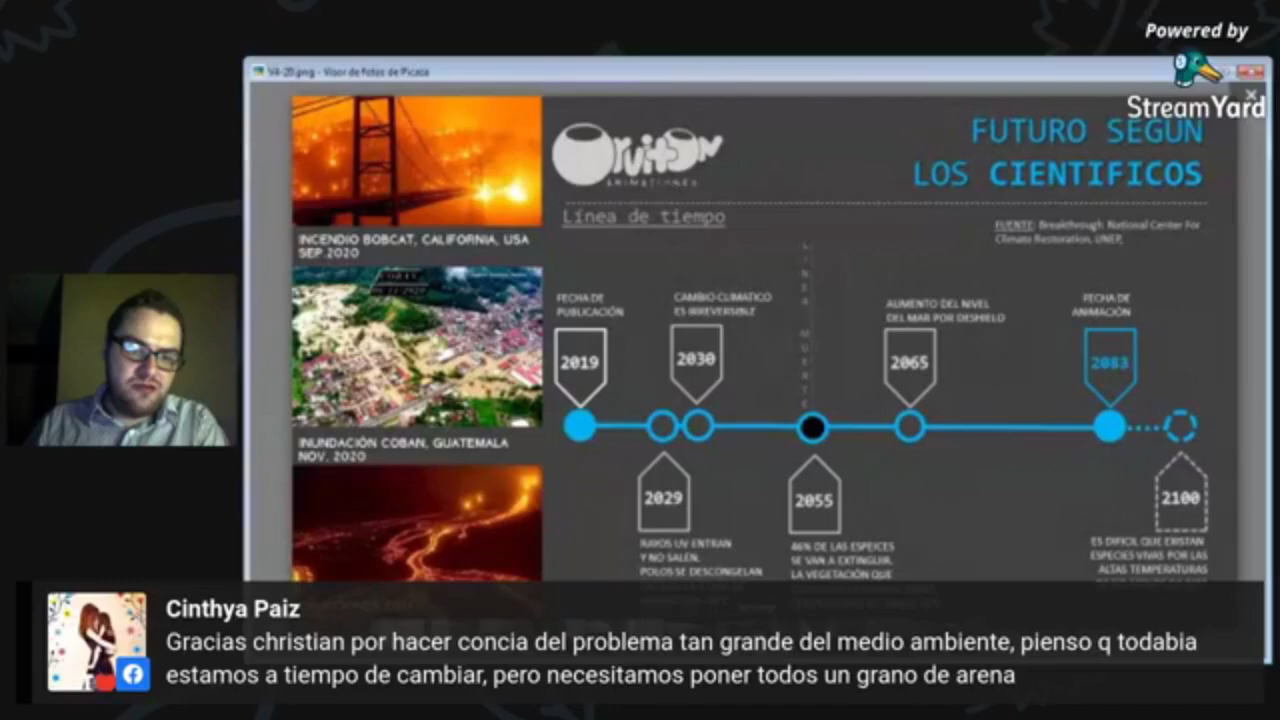 Powered by
StreamYard
V4-20.png - Visor de fotos de Picasa
FUTURO SEGUN
LOS CIENTIFICOS
Línea de tiempo
FUENTE: Breakthrough National Center For
Climate Restoration, UNEP,
INCENDIO BOBCAT, CALIFORNIA, USA
SEP.2020
FECHA DE
PUBLICACIÓN
CAMBIO CLIMATICO
ES IRREVERSIBLE
LINEA MUERTE
AUMENTO DEL NIVEL
DEL MAR POR DESHIELO
FECHA DE
ANIMACIÓN
2019
2030
2065
2083
INUNDACIÓN COBAN, GUATEMALA
NOV. 2020
2029
2055
2100
RAYOS UV ENTRAN
Y NO SALEN.
POLOS SE DESCONGELAN
46% DE LAS ESPEICES
SE VAN A EXTINGUIR.
LA VEGETACIÓN QUE
ES DIFICIL QUE EXISTAN
ESPECIES VIVAS POR LAS
ALTAS TEMPERATURAS
Cinthya Paiz
Gracias christian por hacer concia del problema tan grande del medio ambiente, pienso q todabia
estamos a tiempo de cambiar, pero necesitamos poner todos un grano de arena